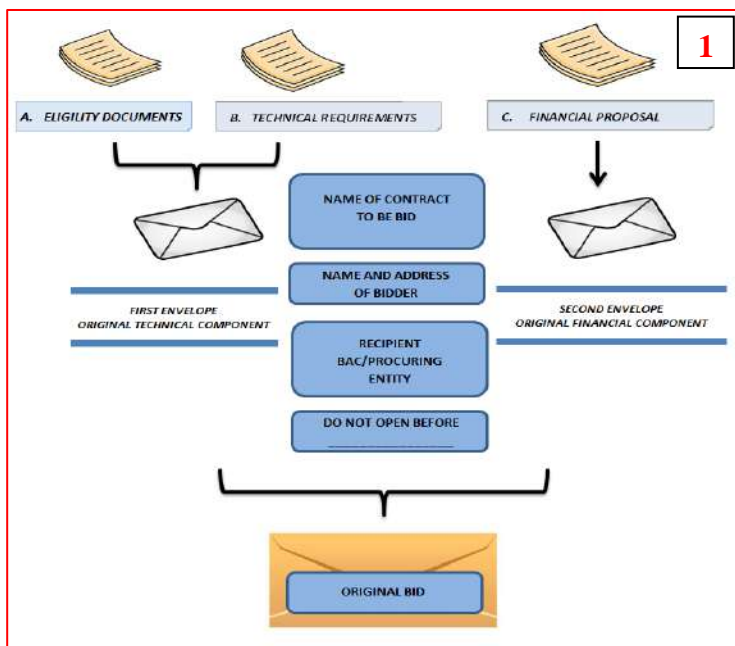 1
A. ELIGILITY DOCUMENTS
B. TECHNICAL REQUIREMENTS
C. FINANCIAL PROPOSAL
NAME OF CONTRACT
TO BE BID
NAME AND ADDRESS
OF BIDDER
FIRST ENVELOPE
ORIGINAL TECHNICAL COMPONENT
SECOND ENVELOPE
ORIGINAL FINANCIAL COMPONENT
RECIPIENT
BAC/PROCURING
ENTITY
DO NOT OPEN BEFORE
____________________
ORIGINAL BID